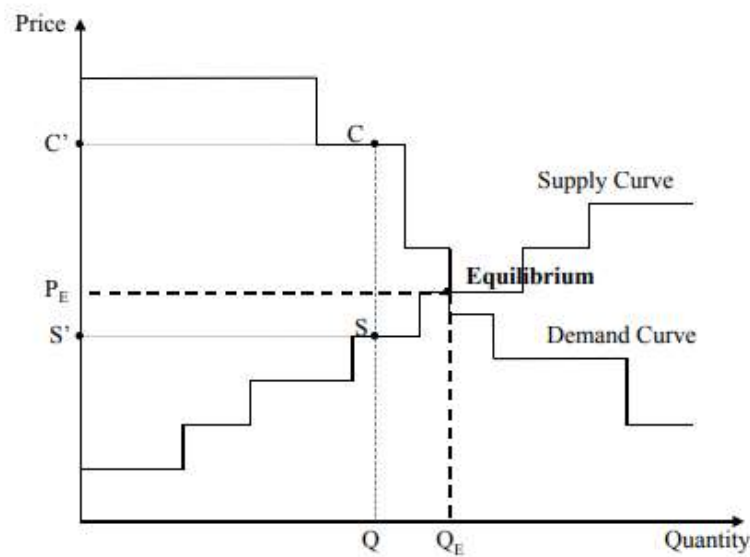 Price
C'
C
Supply Curve
Equilibrium
P_E
S'
S
Demand Curve
Q
Q_E
Quantity